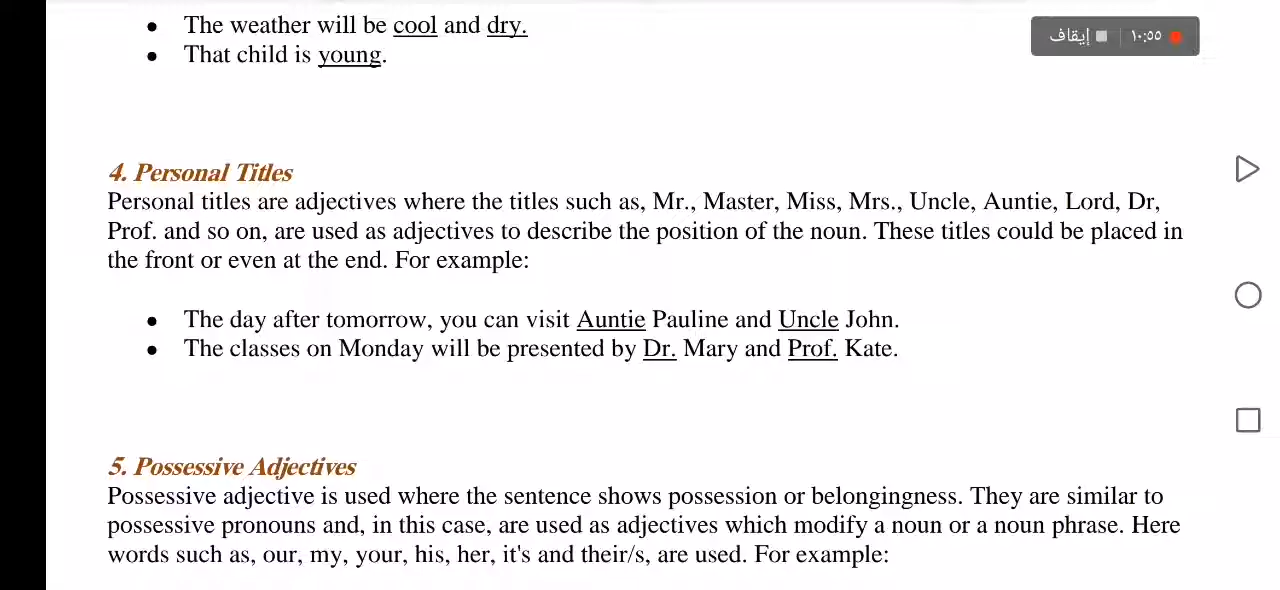 • The weather will be cool and dry.
• That child is young.
إيقاف ١٠:٥٥
4. Personal Titles
Personal titles are adjectives where the titles such as, Mr., Master, Miss, Mrs., Uncle, Auntie, Lord, Dr,
Prof. and so on, are used as adjectives to describe the position of the noun. These titles could be placed in
the front or even at the end. For example:
• The day after tomorrow, you can visit Auntie Pauline and Uncle John.
• The classes on Monday will be presented by Dr. Mary and Prof. Kate.
5. Possessive Adjectives
Possessive adjective is used where the sentence shows possession or belongingness. They are similar to
possessive pronouns and, in this case, are used as adjectives which modify a noun or a noun phrase. Here
words such as, our, my, your, his, her, it's and their/s, are used. For example: